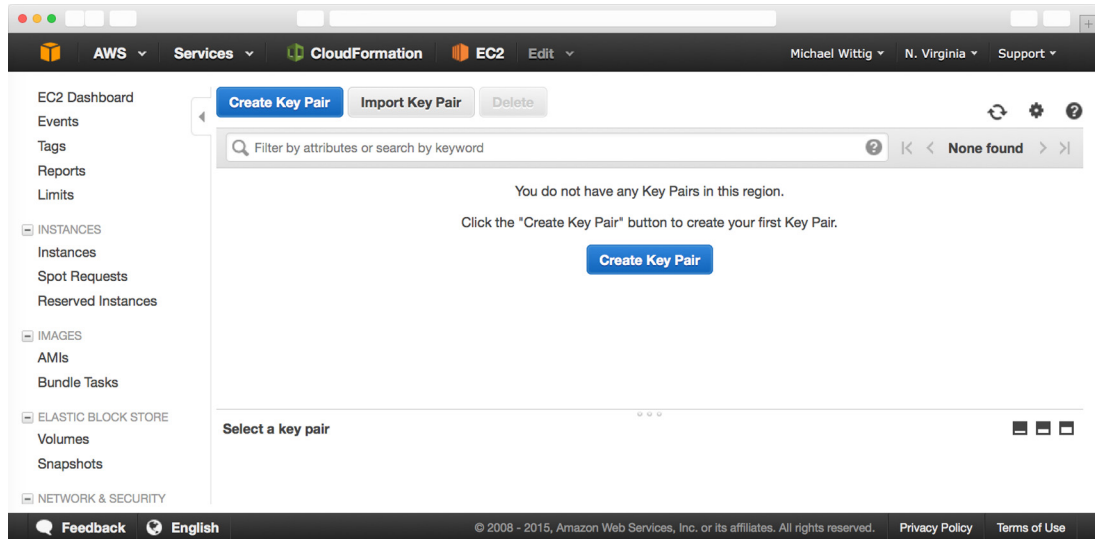 AWS Services CloudFormation EC2 Edit Michael Wittig N. Virginia Support
EC2 Dashboard
Events
Tags
Reports
Limits
INSTANCES
Instances
Spot Requests
Reserved Instances
IMAGES
AMIs
Bundle Tasks
ELASTIC BLOCK STORE
Volumes
Snapshots
NETWORK & SECURITY
Create Key Pair Import Key Pair Delete
Filter by attributes or search by keyword None found
You do not have any Key Pairs in this region.
Click the "Create Key Pair" button to create your first Key Pair.
Create Key Pair
Select a key pair
Feedback English © 2008 - 2015, Amazon Web Services, Inc. or its affiliates. All rights reserved. Privacy Policy Terms of Use